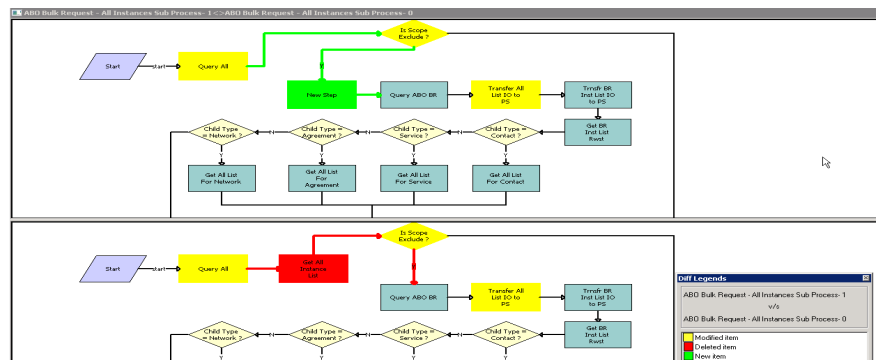 ABO Bulk Request - All Instances Sub Process- 1 <>ABO Bulk Request - All Instances Sub Process- 0
Is Scope
Exclude ?
Start
Start
Query All
Y
New Step
Query ABO BR
Transfer All
List IO to
PS
Trnsfr BR
Inst List IO
to PS
Child Type
= Network ?
N
Child Type =
Agreement ?
N
Child Type =
Service ?
N
Child Type =
Contact ?
Get BR
Inst List
Rwst
Y
Y
Y
Y
Get All List
For Network
Get All List
For
Agreement
Get All List
For Service
Get All List
For Contact
Is Scope
Exclude ?
Start
Start
Query All
Get All
Instance
List
Query ABO BR
Transfer All
List IO to
PS
Trnsfr BR
Inst List IO
to PS
Child Type
= Network ?
N
Child Type =
Agreement ?
N
Child Type =
Service ?
N
Child Type =
Contact ?
Get BR
Inst List
Rwst
Y
Y
Y
Y
Diff Legends
ABO Bulk Request - All Instances Sub Process- 1
v/s
ABO Bulk Request - All Instances Sub Process- 0
Modified item
Deleted item
New item